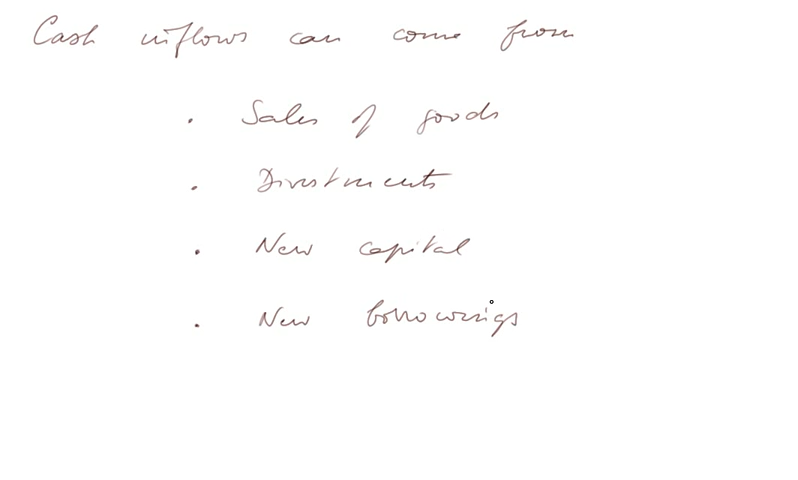 Cash inflows can come from
. Sales of goods
. Divestments
. New capital
. New borrowings